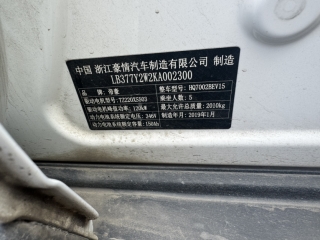 中国 浙江豪情汽车制造有限公司 制造
LB377Y2W2KA002300
品牌：帝豪 整车型号：HQ7002BEV15
驱动电机型号：TZ220XS503 乘坐人数：5
驱动电机峰值功率：120kW 最大允许总质量：2010kg
动力电池系统额定电压：346V 制造年月：2019年1月
动力电池系统额定容量：150Ah